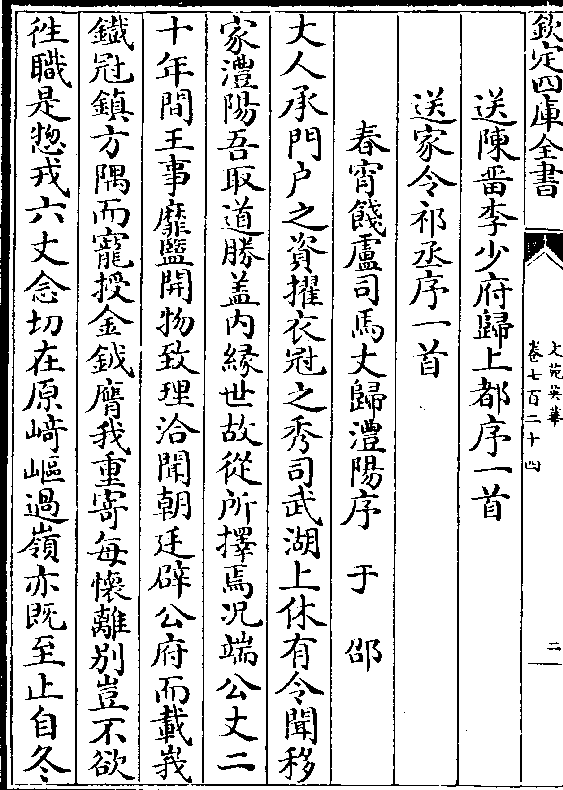 欽定四庫全書
文苑英華
卷七百二十四
二
送陳畨李少府歸上都序一首
送家令祁丞序一首
春宵餞盧司馬丈歸澧陽序 于邵
丈人承門户之資擢衣冠之秀司武湖上休有令聞移
家澧陽吾取道勝盖内縁世故從所擇焉况端公丈二
十年間王事靡盬開物致理洽聞朝廷辟公府而載峩
鐡冠鎮方隅而寵授金鉞膺我重寄每懐離别豈不欲
徃職是惣戎六丈念切在原﨑嶇過嶺亦既至止自冬